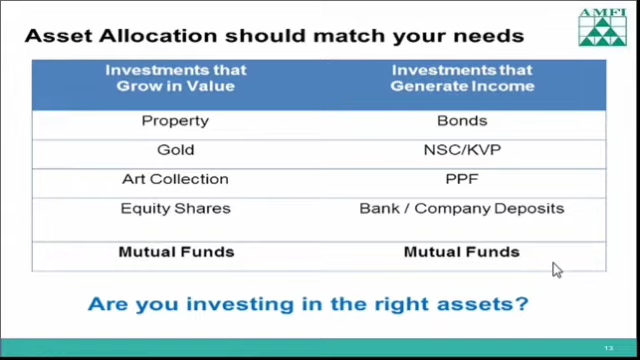 AMFI
Asset Allocation should match your needs
Investments that Grow in Value
Investments that Generate Income
Property
Bonds
Gold
NSC/KVP
Art Collection
PPF
Equity Shares
Bank / Company Deposits
Mutual Funds
Mutual Funds
Are you investing in the right assets?
13